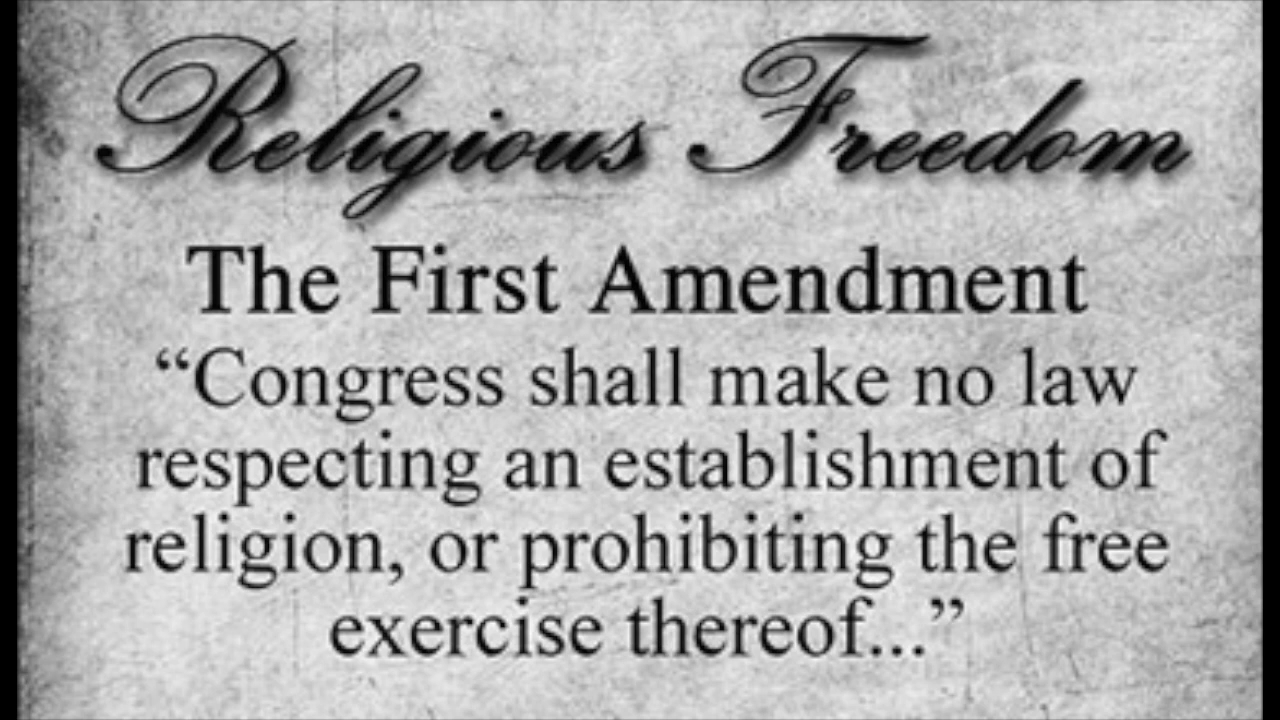 Religious Freedom
The First Amendment
“Congress shall make no law
respecting an establishment of
religion, or prohibiting the free
exercise thereof...”